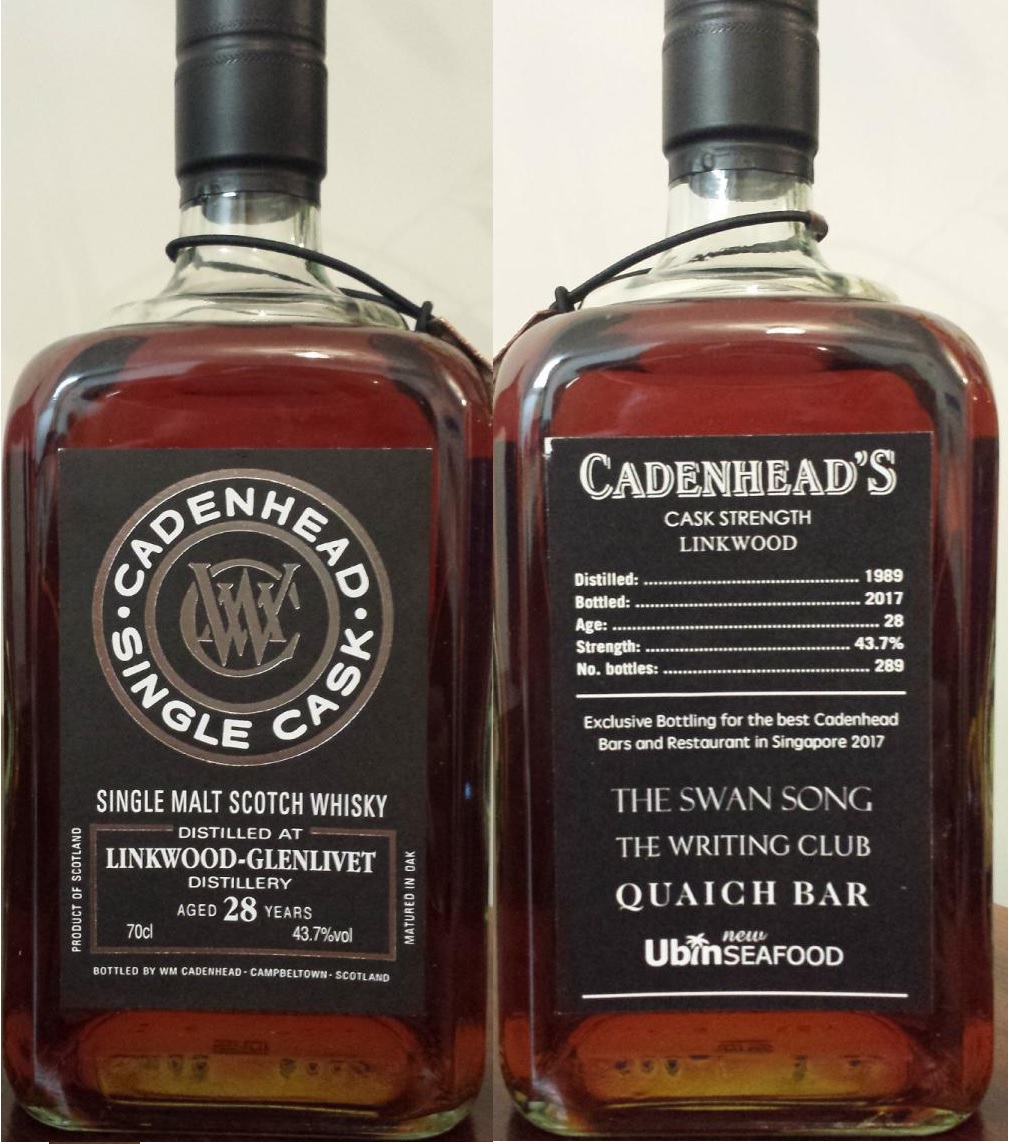 CADENHEAD
SINGLE CASK
WCM
SINGLE MALT SCOTCH WHISKY
DISTILLED AT
LINKWOOD-GLENLIVET
DISTILLERY
AGED 28 YEARS
70cl 43.7%vol
PRODUCT OF SCOTLAND
MATURED IN OAK
BOTTLED BY WM CADENHEAD · CAMPBELTOWN · SCOTLAND
CADENHEAD'S
CASK STRENGTH
LINKWOOD
Distilled: ............................................ 1989
Bottled: ............................................ 2017
Age: ............................................ 28
Strength: ............................................ 43.7%
No. bottles: ............................................ 289
Exclusive Bottling for the best Cadenhead
Bars and Restaurant in Singapore 2017
THE SWAN SONG
THE WRITING CLUB
QUAICH BAR
new
Ubin SEAFOOD